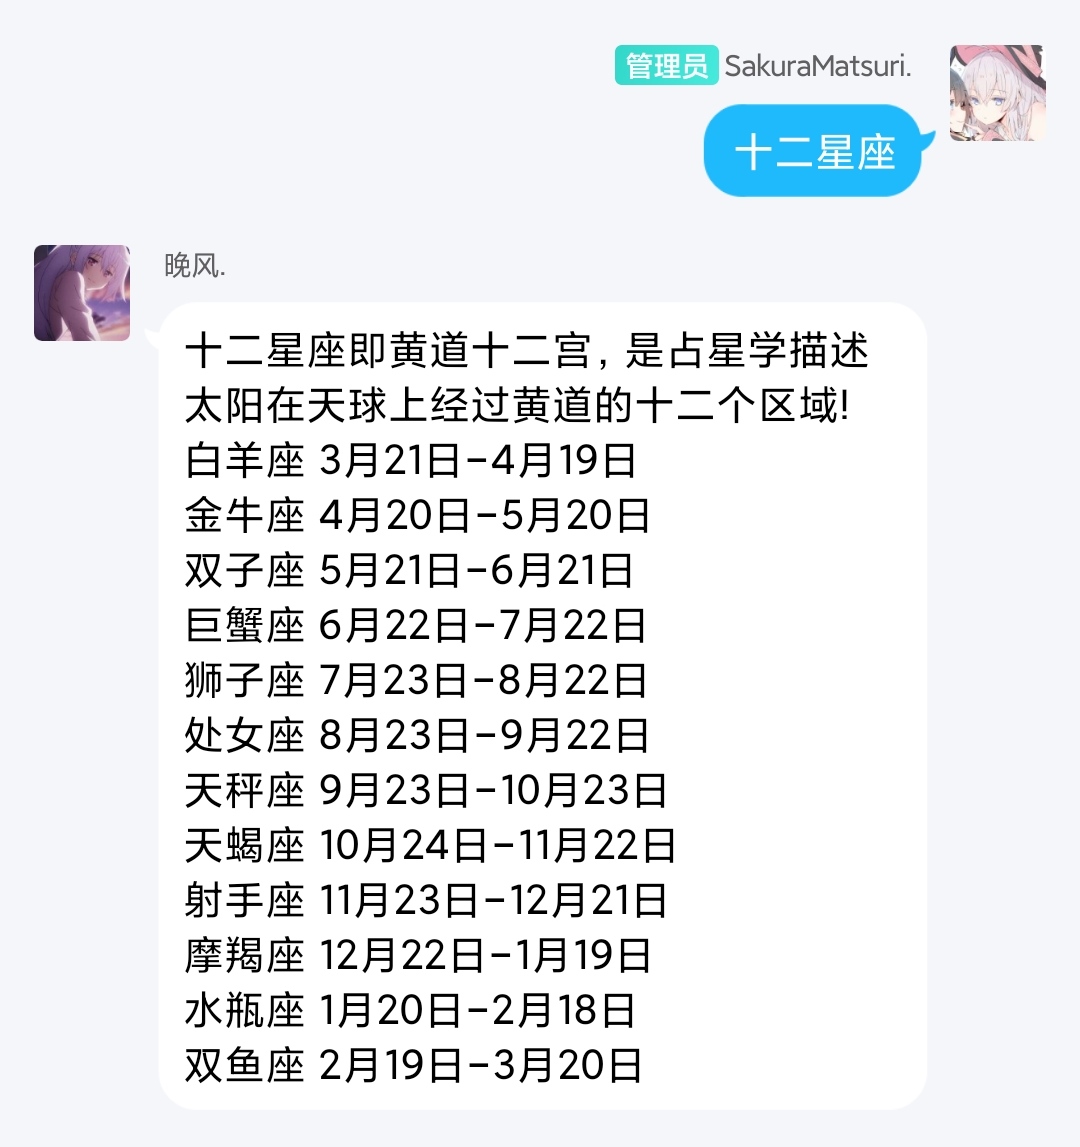 管理员 SakuraMatsuri.
十二星座
晚风.
十二星座即黄道十二宫，是占星学描述
太阳在天球上经过黄道的十二个区域!
白羊座 3月21日-4月19日
金牛座 4月20日-5月20日
双子座 5月21日-6月21日
巨蟹座 6月22日-7月22日
狮子座 7月23日-8月22日
处女座 8月23日-9月22日
天秤座 9月23日-10月23日
天蝎座 10月24日-11月22日
射手座 11月23日-12月21日
摩羯座 12月22日-1月19日
水瓶座 1月20日-2月18日
双鱼座 2月19日-3月20日